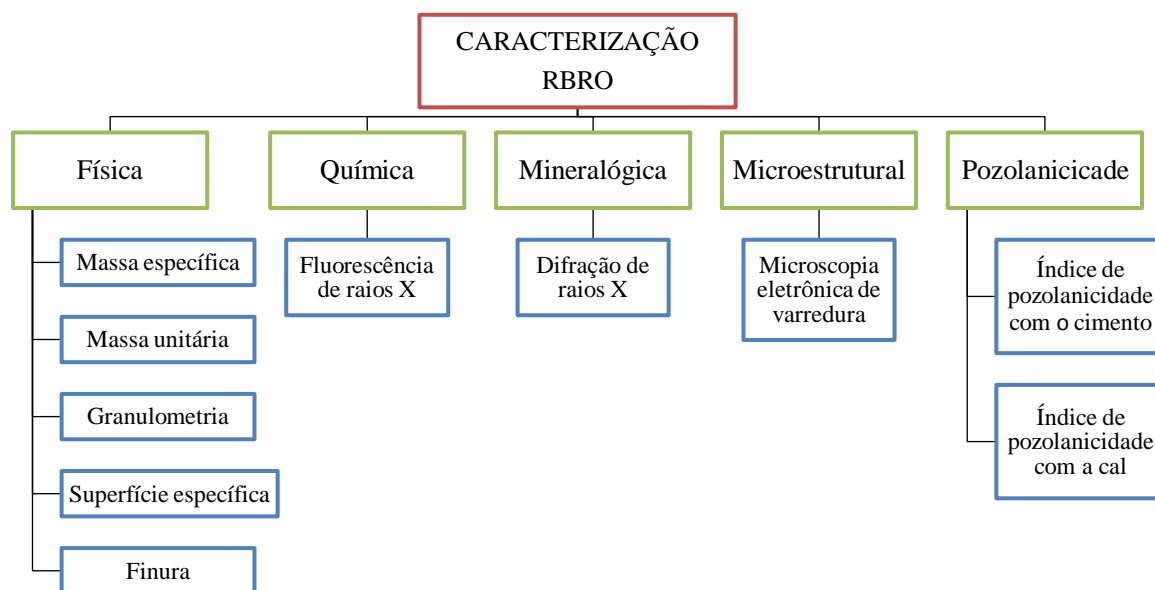 CARACTERIZAÇÃO
RBRO
Física
Química
Mineralógica
Microestrutural
Pozolanicicade
Massa específica
Massa unitária
Granulometria
Superfície específica
Finura
Fluorescência
de raios X
Difração de
raios X
Microscopia
eletrônica de
varredura
Índice de
pozolanicidade
com o cimento
Índice de
pozolanicidade
com a cal